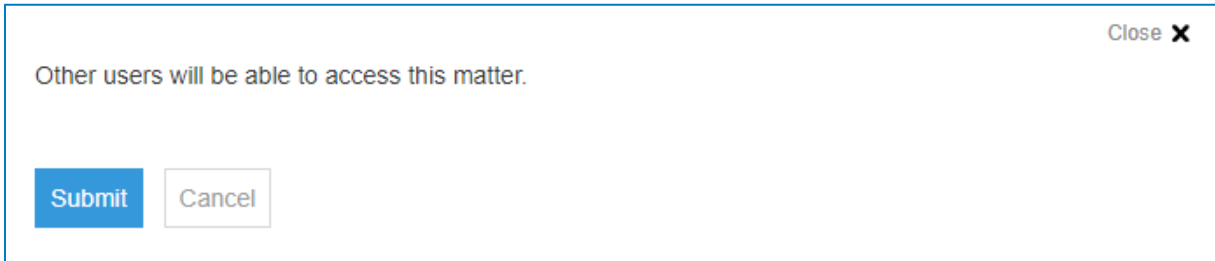 Close
Other users will be able to access this matter.
Submit Cancel